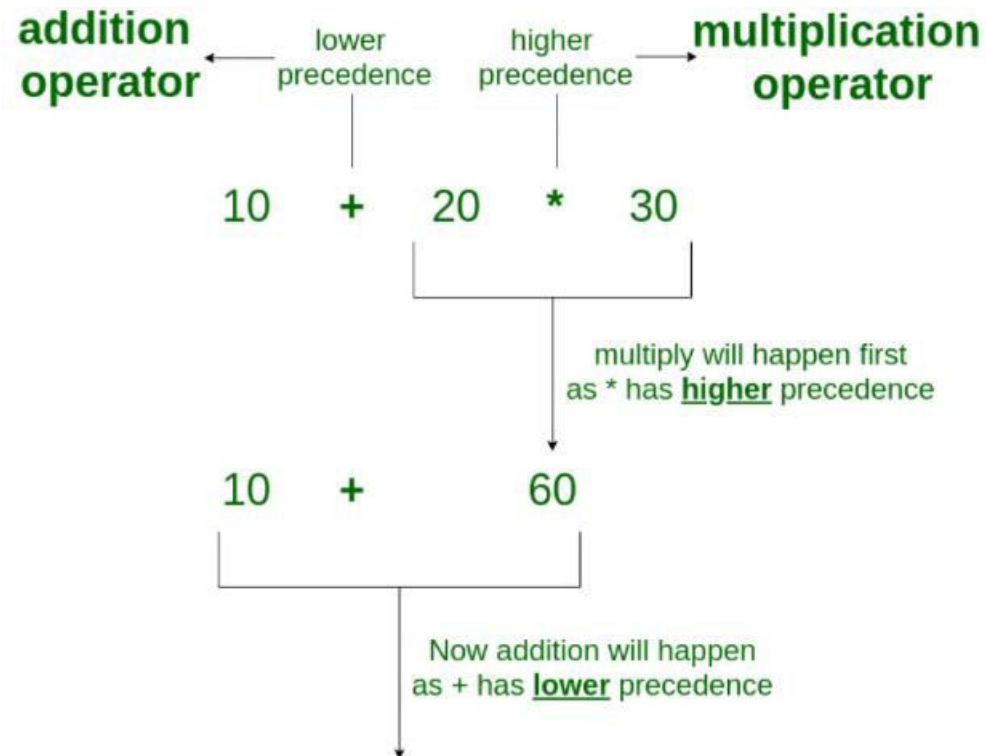 addition
operator
lower
precedence
higher
precedence
multiplication
operator
10 + 20 * 30
multiply will happen first
as * has higher precedence
10 + 60
Now addition will happen
as + has lower precedence